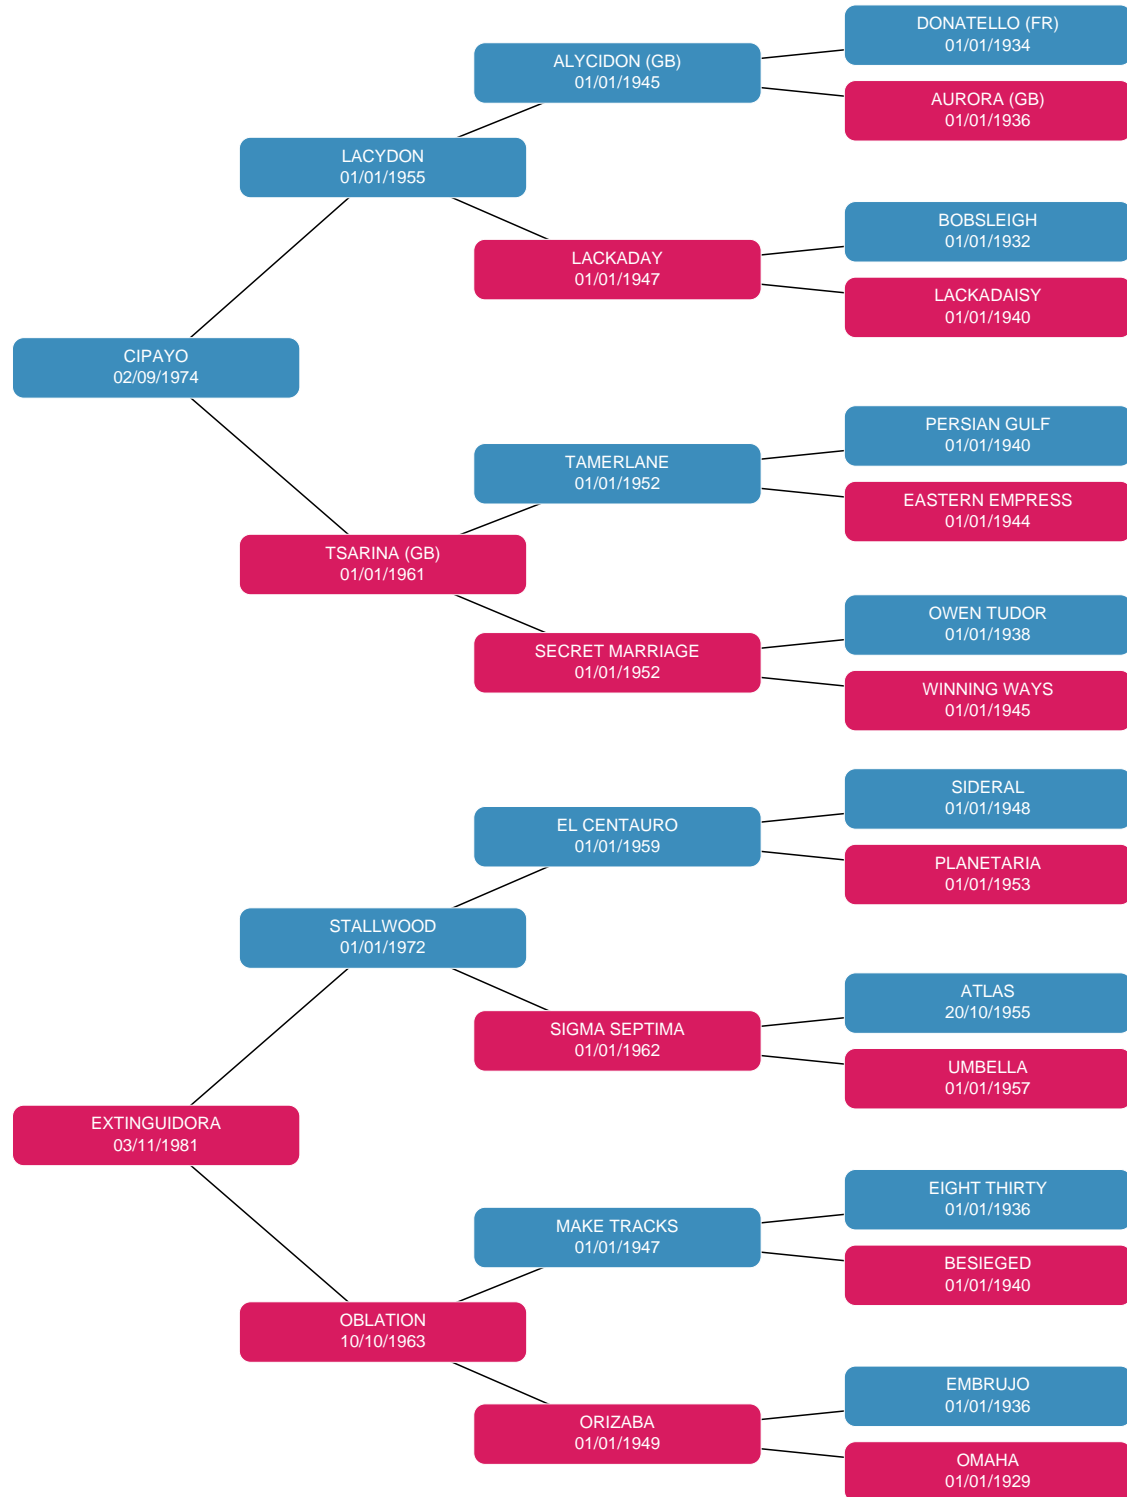 DONATELLO (FR)
01/01/1934
ALYCIDON (GB)
01/01/1945
AURORA (GB)
01/01/1936
LACYDON
01/01/1955
BOBSLEIGH
01/01/1932
LACKADAY
01/01/1947
LACKADAISY
01/01/1940
CIPAYO
02/09/1974
PERSIAN GULF
01/01/1940
TAMERLANE
01/01/1952
EASTERN EMPRESS
01/01/1944
TSARINA (GB)
01/01/1961
OWEN TUDOR
01/01/1938
SECRET MARRIAGE
01/01/1952
WINNING WAYS
01/01/1945
SIDERAL
01/01/1948
EL CENTAURO
01/01/1959
PLANETARIA
01/01/1953
STALLWOOD
01/01/1972
ATLAS
20/10/1955
SIGMA SEPTIMA
01/01/1962
UMBELLA
01/01/1957
EXTINGUIDORA
03/11/1981
EIGHT THIRTY
01/01/1936
MAKE TRACKS
01/01/1947
BESIEGED
01/01/1940
OBLATION
10/10/1963
EMBRUJO
01/01/1936
ORIZABA
01/01/1949
OMAHA
01/01/1929